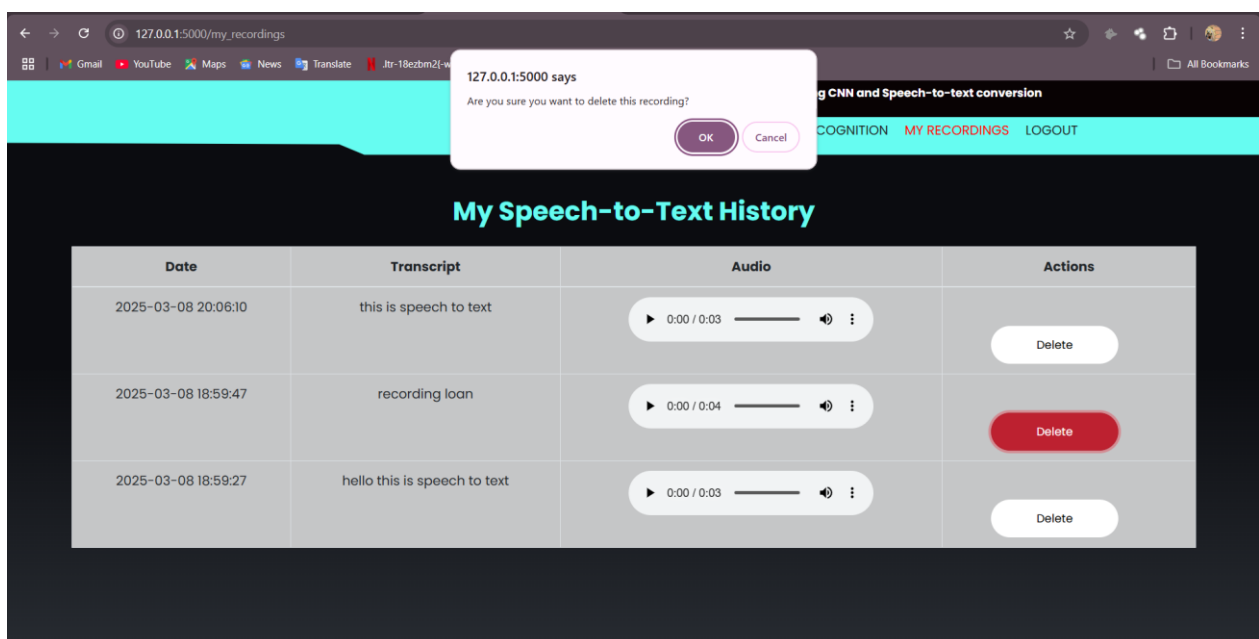 127.0.0.1:5000/my_recordings
Gmail YouTube Maps News Translate All Bookmarks
127.0.0.1:5000 says
Are you sure you want to delete this recording?
OK Cancel
CNN and Speech-to-text conversion
MY RECORDINGS LOGOUT
My Speech-to-Text History
Date Transcript Audio Actions
2025-03-08 20:06:10 this is speech to text 0:00 / 0:03
Delete
2025-03-08 18:59:47 recording loan 0:00 / 0:04
Delete
2025-03-08 18:59:27 hello this is speech to text 0:00 / 0:03
Delete